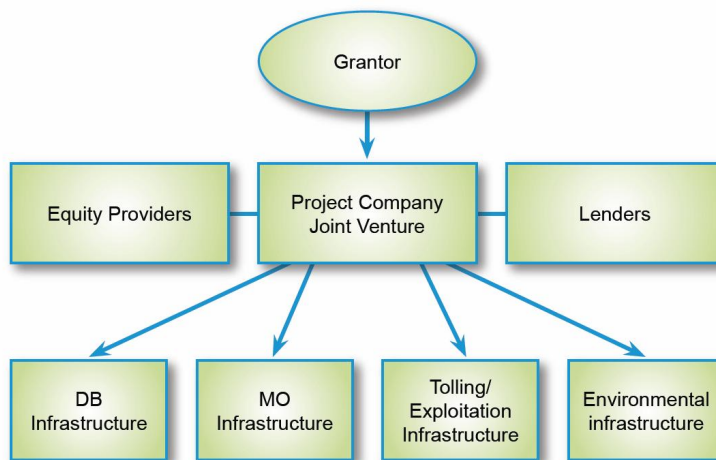 Grantor
Equity Providers
Project Company
Joint Venture
Lenders
DB
Infrastructure
MO
Infrastructure
Tolling/
Exploitation
Infrastructure
Environmental
infrastructure